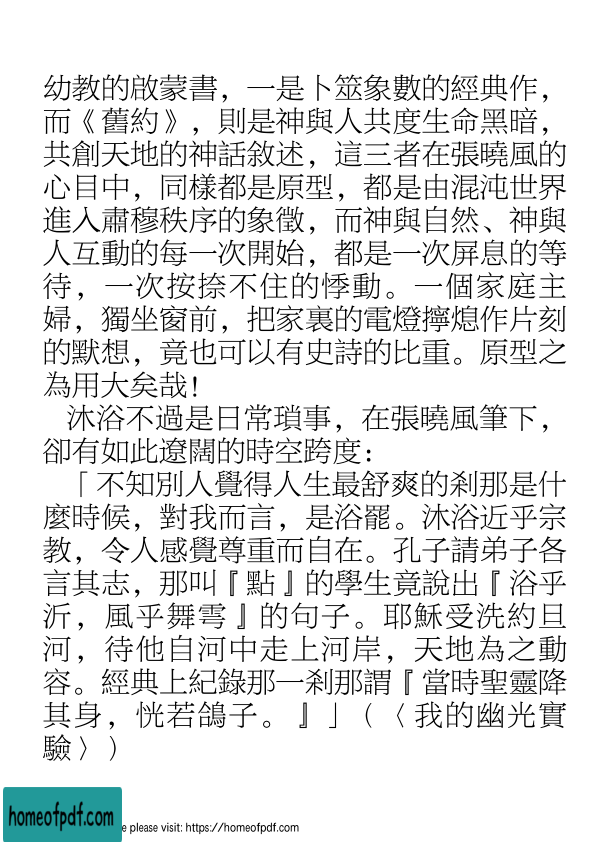 幼教的啟蒙書，一是卜筮象數的經典作，
而《舊約》，則是神與人共度生命黑暗，
共創天地的神話敘述，這三者在張曉風的
心目中，同樣都是原型，都是由混沌世界
進入肅穆秩序的象徵，而神與自然、神與
人互動的每一次開始，都是一次屏息的等
待，一次按捺不住的悸動。一個家庭主
婦，獨坐窗前，把家裏的電燈擰熄作片刻
的默想，竟也可以有史詩的比重。原型之
為用大矣哉！
沐浴不過是日常瑣事，在張曉風筆下，
卻有如此遼闊的時空跨度：
「不知別人覺得人生最舒爽的剎那是什
麼時候，對我而言，是浴罷。沐浴近乎宗
教，令人感覺尊重而自在。孔子請弟子各
言其志，那叫『點』的學生竟說出『浴乎
沂，風乎舞雩』的句子。耶穌受洗約旦
河，待他自河中走上河岸，天地為之動
容。經典上紀錄那一剎那謂『當時聖靈降
其身，恍若鴿子。』」（〈我的幽光實
驗〉）
homeofpdf.com
e please visit: https://homeofpdf.com